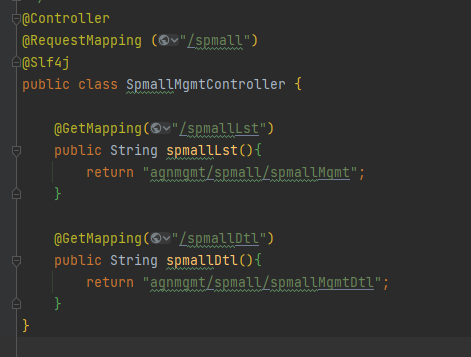 @Controller
@RequestMapping ("/spmall")
@Slf4j
public class SpmallMgmtController {
@GetMapping("/spmallLst")
public String spmallLst(){
return "agnmgmt/spmall/spmallMgmt";
}
@GetMapping("/spmallDtl")
public String spmallDtl(){
return "agnmgmt/spmall/spmallMgmtDtl";
}
}